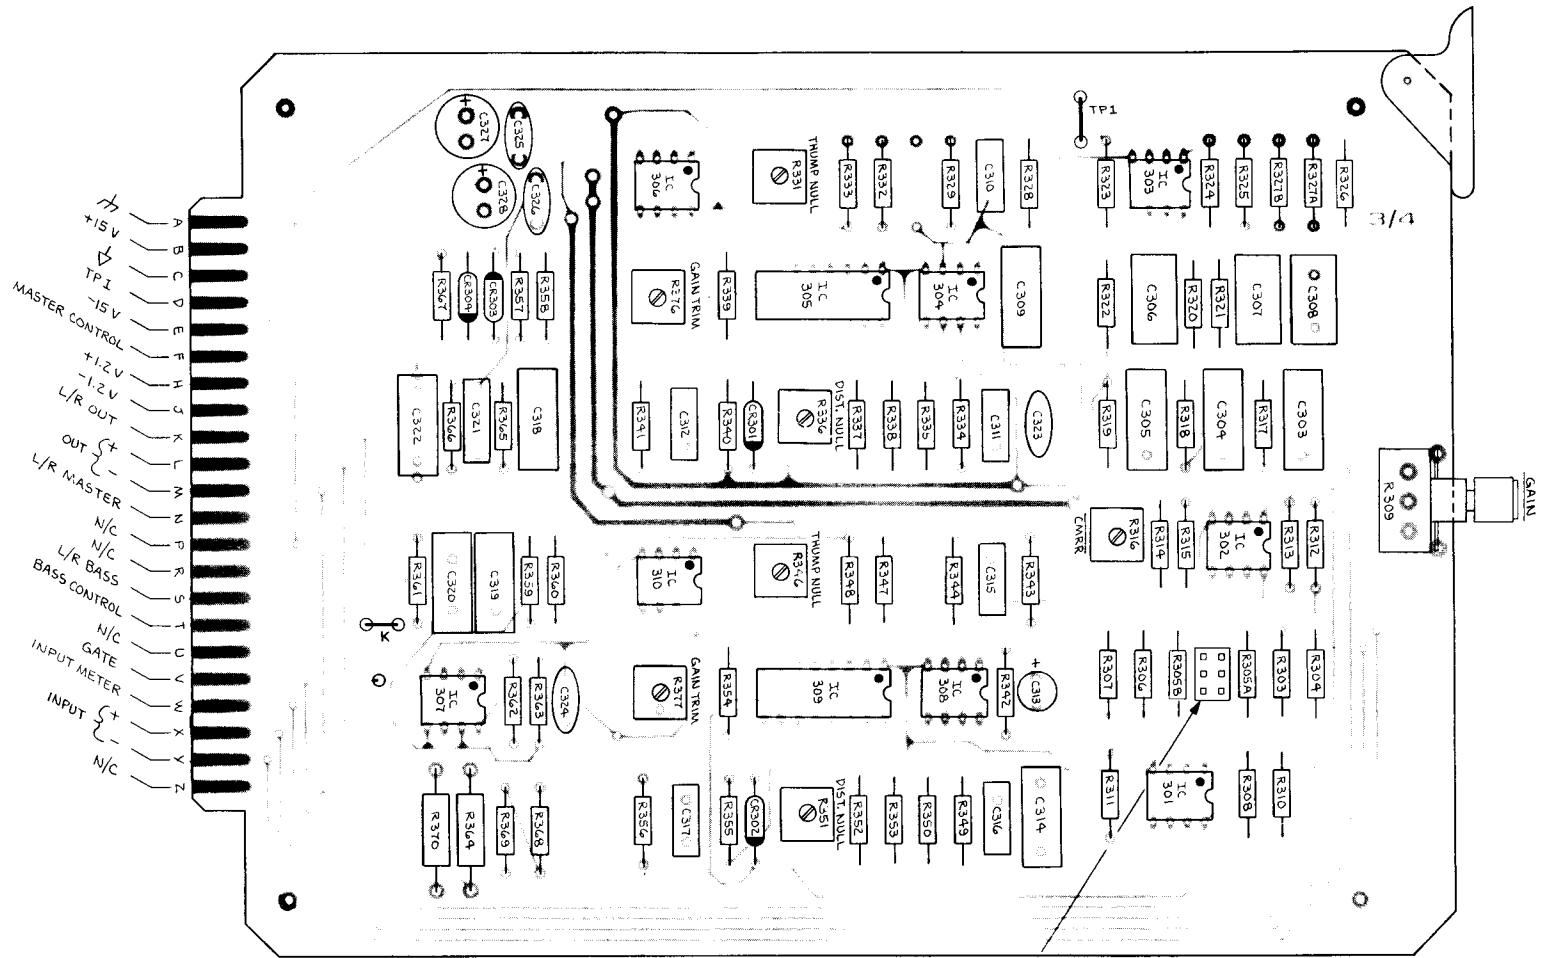 A
+15 V B
C
TP1 D
-15 V E
MASTER CONTROL F
+1.2 V H
-1.2 V J
L/R OUT K
OUT { + L
- M
L/R MASTER N
N/C P
N/C R
L/R BASS S
BASS CONTROL T
N/C U
GATE V
INPUT METER W
INPUT { + X
- Y
N/C Z
+ C327
C325
+ C328
C326
IC 306
R331
THUMP NULL
R333
R332
R329
C310
R328
TP1
R323
IC 303
R324
R325
R327B
R327A
R326
3/4
R367
CR304
CR303
R357
R358
R376
GAIN TRIM
R339
IC 305
IC 304
C309
R322
C306
R320
R321
C307
C308
C322
R366
C321
R365
C318
R341
C312
R340
CR301
R336
DIST. NULL
R337
R338
R335
R334
C311
C323
R319
C305
R318
C304
R317
C303
R309
GAIN
R361
C320
C319
R359
R360
IC 310
R346
THUMP NULL
R348
R347
R344
C315
R343
CMRR
R316
R314
R315
IC 302
R313
R312
K
IC 307
R362
R363
C324
R377
GAIN TRIM
R354
IC 309
IC 308
R342
+ C313
R307
R306
R305B
R305A
R303
R304
R370
R364
R369
R368
R356
C317
R355
CR302
R351
DIST. NULL
R352
R353
R350
R349
C316
C314
R311
IC 301
R308
R310